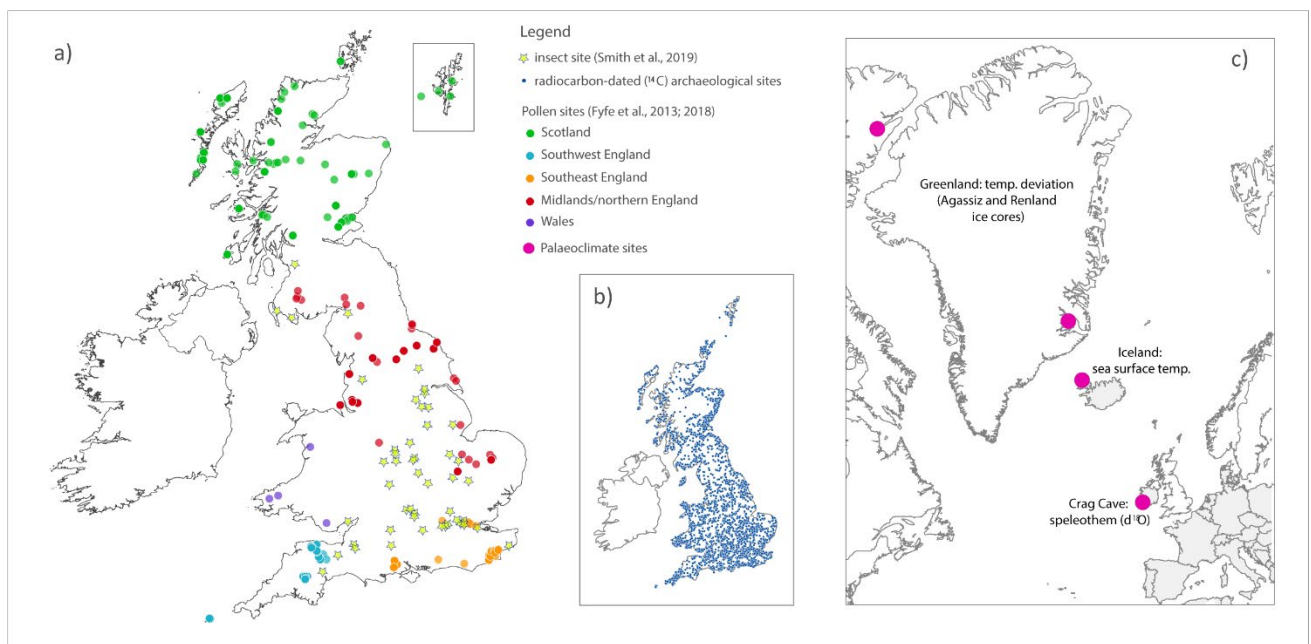 a)
Legend
insect site (Smith et al., 2019)
radiocarbon-dated (¹⁴C) archaeological sites
Pollen sites (Fyfe et al., 2013; 2018)
Scotland
Southwest England
Southeast England
Midlands/northern England
Wales
Palaeoclimate sites
b)
c)
Greenland: temp. deviation
(Agassiz and Renland
ice cores)
Iceland:
sea surface temp.
Crag Cave:
speleothem (d¹⁸O)